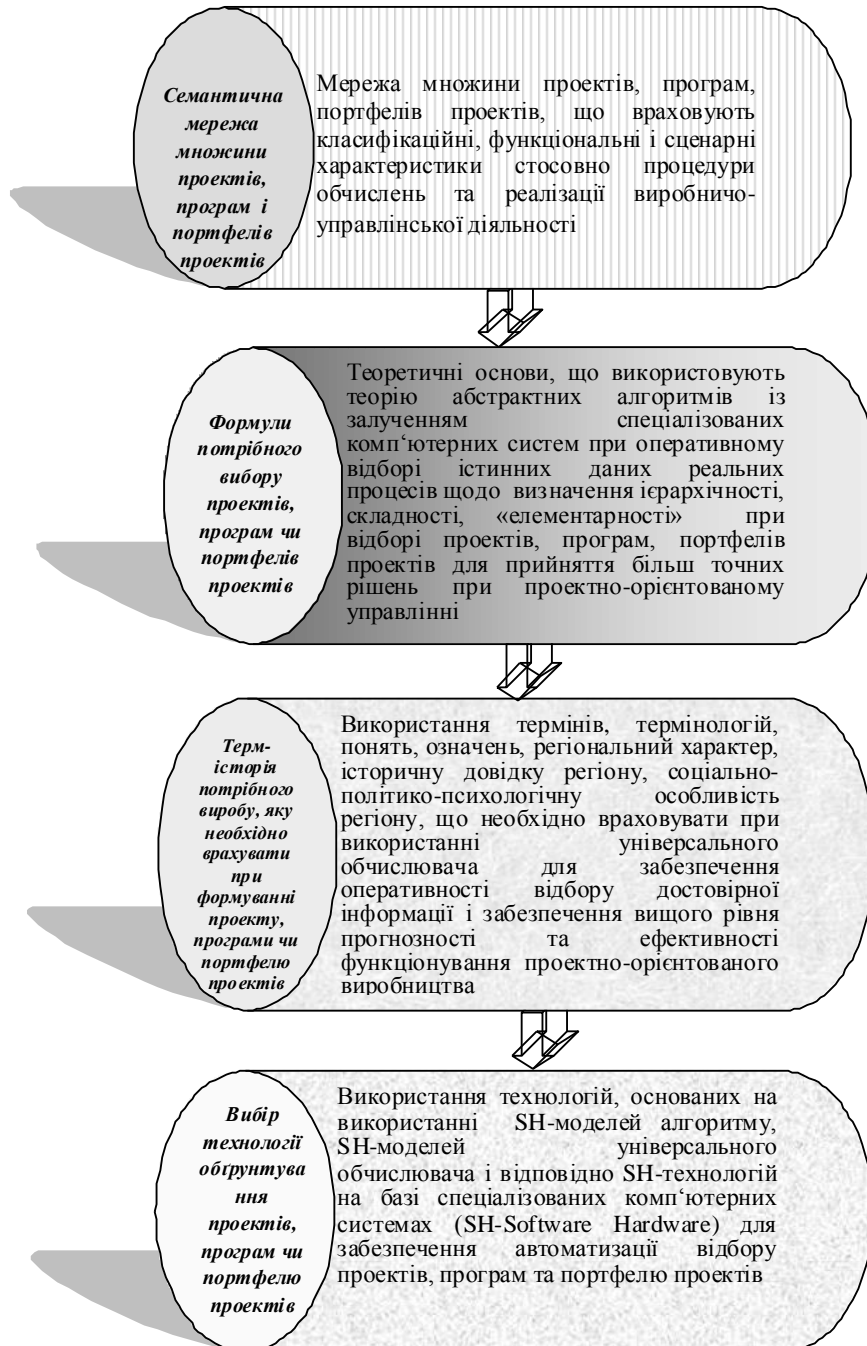 Семантична
мережа
множини
проектів,
програм і
портфелів
проектів
Мережа множини проектів, програм,
портфелів проектів, що враховують
класифікаційні, функціональні і сценарні
характеристики стосовно процедури
обчислень та реалізації виробничо-
управлінської діяльності
Формули
потрібного
вибору
проектів,
програм чи
портфелів
проектів
Теоретичні основи, що використовують
теорію абстрактних алгоритмів із
залученням спеціалізованих
комп‘ютерних систем при оперативному
відборі істинних даних реальних
процесів щодо визначення ієрархічності,
складності, «елементарності» при
відборі проектів, програм, портфелів
проектів для прийняття більш точних
рішень при проектно-орієнтованому
управлінні
Терм-
історія
потрібного
виробу, яку
необхідно
врахувати
при
формуванні
проекту,
програми чи
портфелю
проектів
Використання термінів, термінологій,
понять, означень, регіональний характер,
історичну довідку регіону, соціально-
політико-психологічну особливість
регіону, що необхідно враховувати при
використанні універсального
обчислювача для забезпечення
оперативності відбору достовірної
інформації і забезпечення вищого рівня
прогнозності та ефективності
функціонування проектно-орієнтованого
виробництва
Вибір
технології
обґрунтува
ння
проектів,
програм чи
портфелю
проектів
Використання технологій, основаних на
використанні SH-моделей алгоритму,
SH-моделей універсального
обчислювача і відповідно SH-технологій
на базі спеціалізованих комп‘ютерних
системах (SH-Software Hardware) для
забезпечення автоматизації відбору
проектів, програм та портфелю проектів